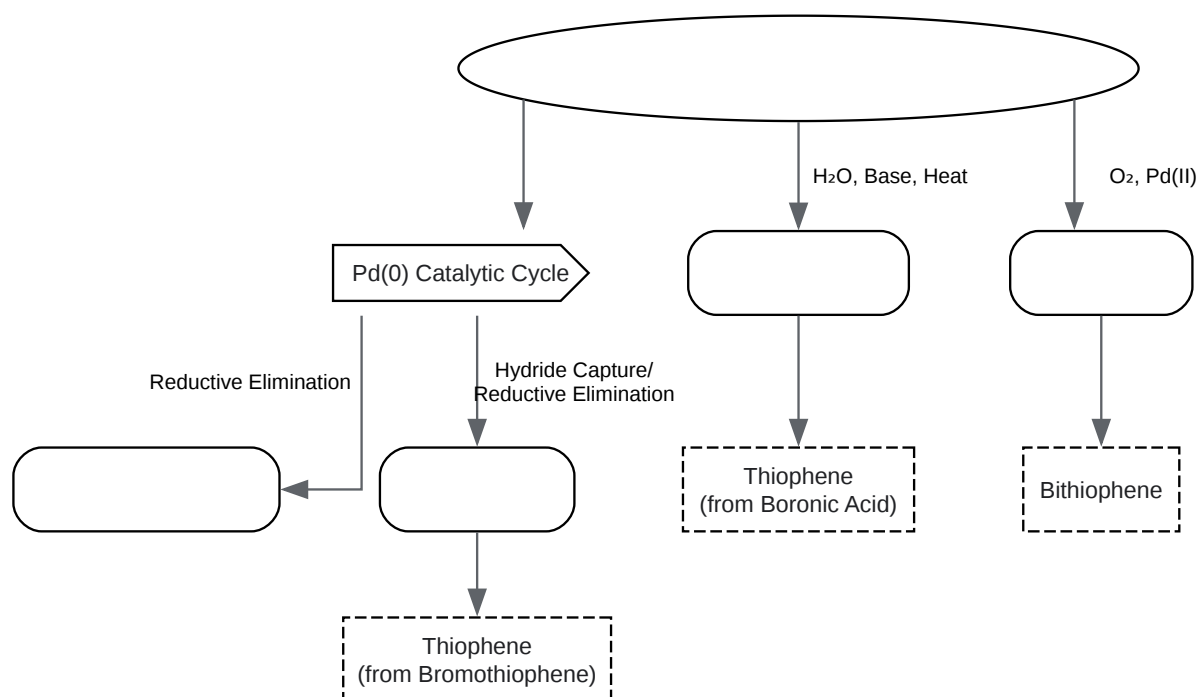 H₂O, Base, Heat
O₂, Pd(II)
Pd(0) Catalytic Cycle
Reductive Elimination
Hydride Capture/
Reductive Elimination
Thiophene
(from Boronic Acid)
Bithiophene
Thiophene
(from Bromothiophene)